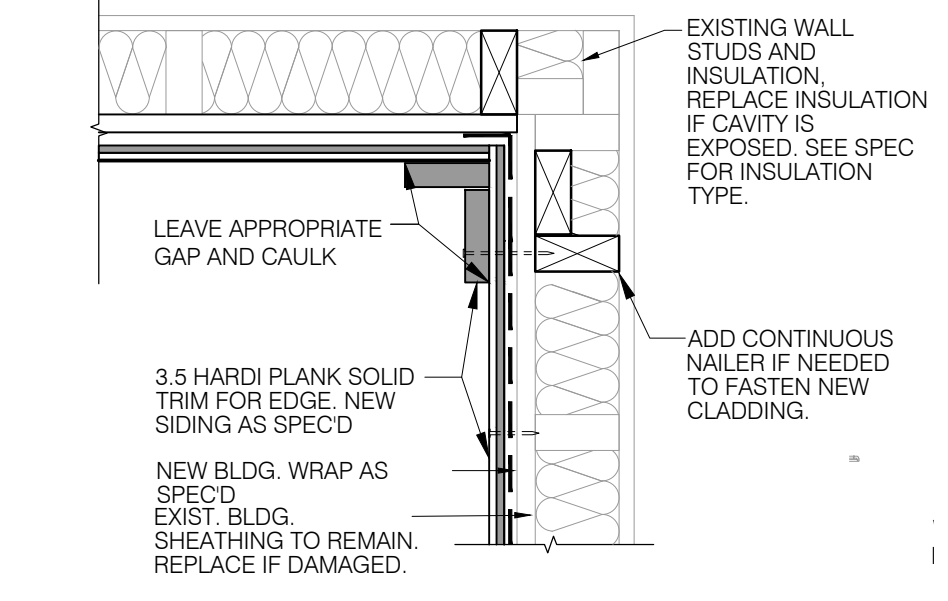 EXISTING WALL
STUDS AND
INSULATION,
REPLACE INSULATION
IF CAVITY IS
EXPOSED. SEE SPEC
FOR INSULATION
TYPE.
LEAVE APPROPRIATE
GAP AND CAULK
ADD CONTINUOUS
NAILER IF NEEDED
TO FASTEN NEW
CLADDING.
3.5 HARDI PLANK SOLID
TRIM FOR EDGE. NEW
SIDING AS SPEC'D
NEW BLDG. WRAP AS
SPEC'D
EXIST. BLDG.
SHEATHING TO REMAIN.
REPLACE IF DAMAGED.